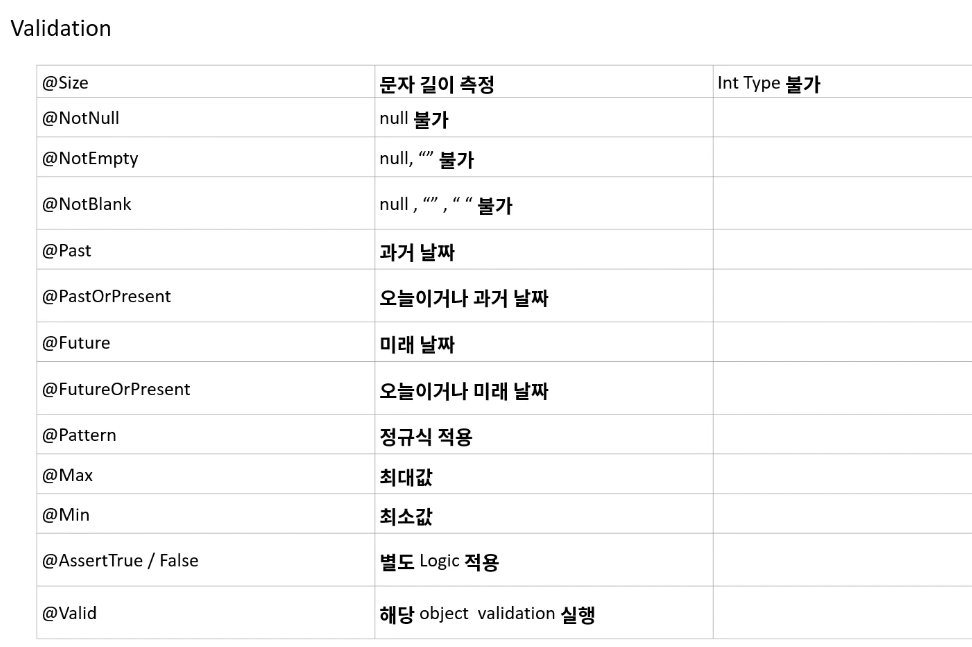 Validation
@Size 문자 길이 측정 Int Type 불가
@NotNull null 불가
@NotEmpty null, “” 불가
@NotBlank null , “” , “ “ 불가
@Past 과거 날짜
@PastOrPresent 오늘이거나 과거 날짜
@Future 미래 날짜
@FutureOrPresent 오늘이거나 미래 날짜
@Pattern 정규식 적용
@Max 최대값
@Min 최소값
@AssertTrue / False 별도 Logic 적용
@Valid 해당 object validation 실행